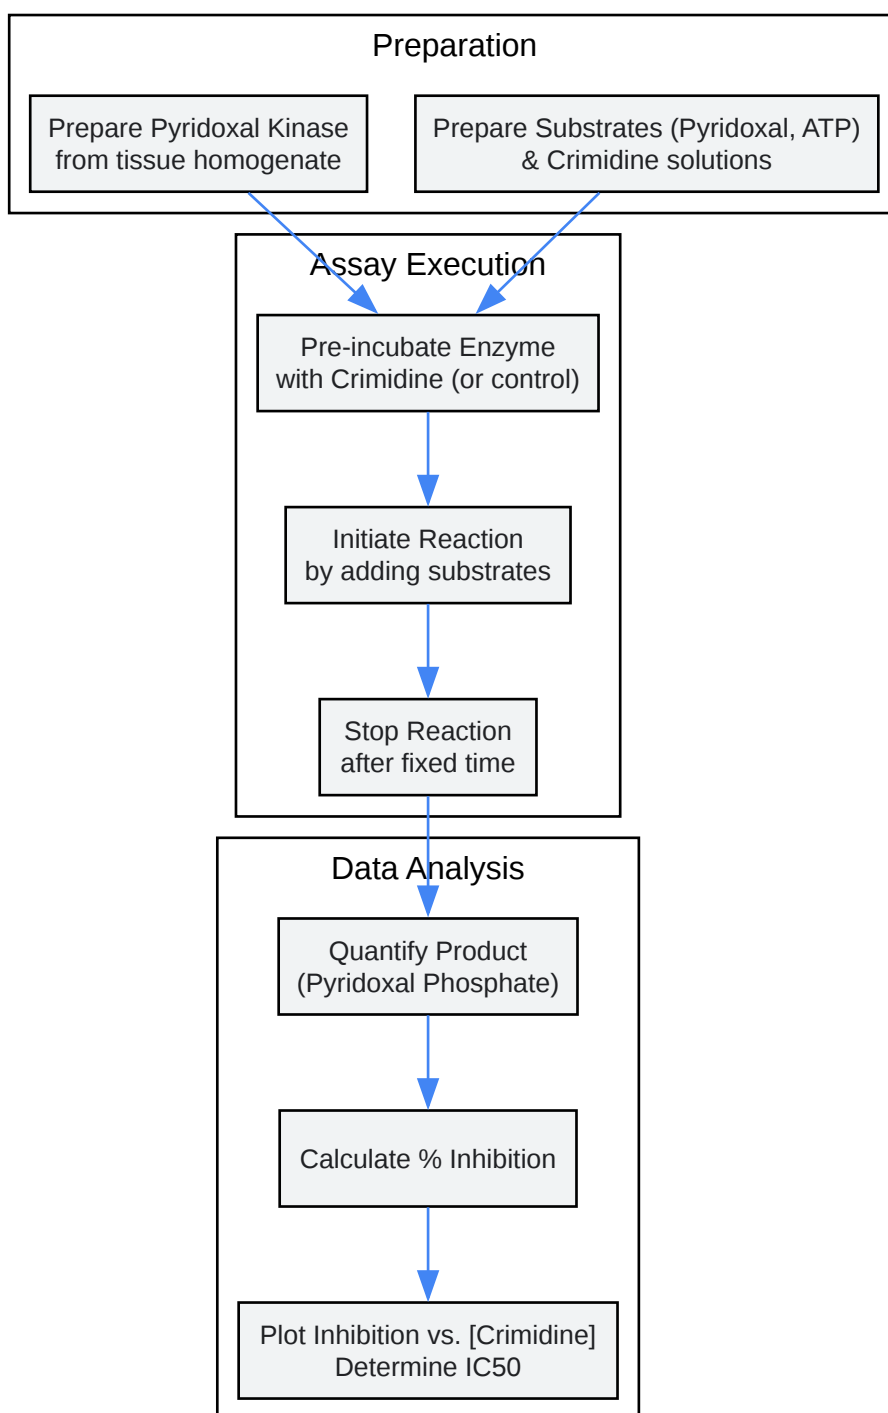 Preparation
Prepare Pyridoxal Kinase
from tissue homogenate
Prepare Substrates (Pyridoxal, ATP)
& Crimidine solutions
Assay Execution
Pre-incubate Enzyme
with Crimidine (or control)
Initiate Reaction
by adding substrates
Stop Reaction
after fixed time
Data Analysis
Quantify Product
(Pyridoxal Phosphate)
Calculate % Inhibition
Plot Inhibition vs. [Crimidine]
Determine IC50